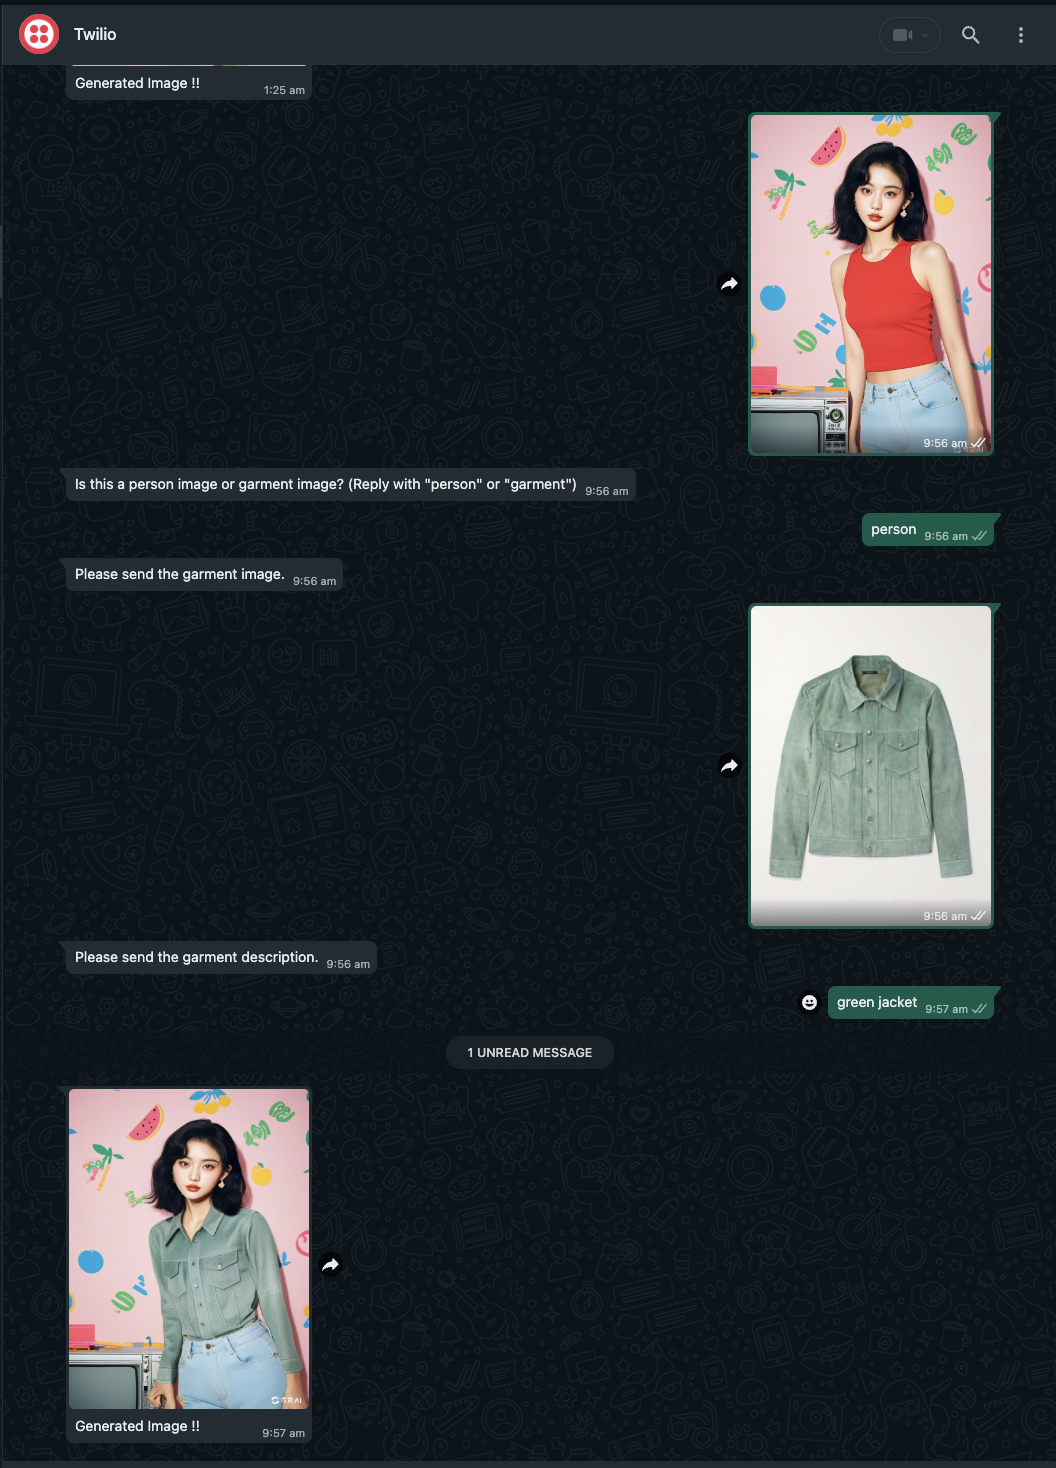 Twilio
Generated Image !!
1:25 am
9:56 am
Is this a person image or garment image? (Reply with "person" or "garment")
9:56 am
person
9:56 am
Please send the garment image.
9:56 am
9:56 am
Please send the garment description.
9:56 am
green jacket
9:57 am
1 UNREAD MESSAGE
Generated Image !!
9:57 am